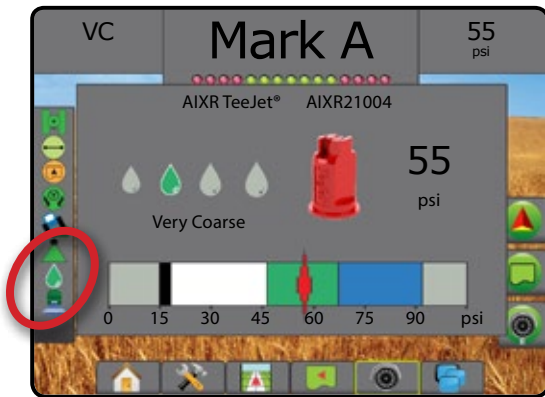 VC
Mark A
55
psi
AIXR TeeJet® AIXR21004
55
psi
Very Coarse
0 15 30 45 60 75 90 psi